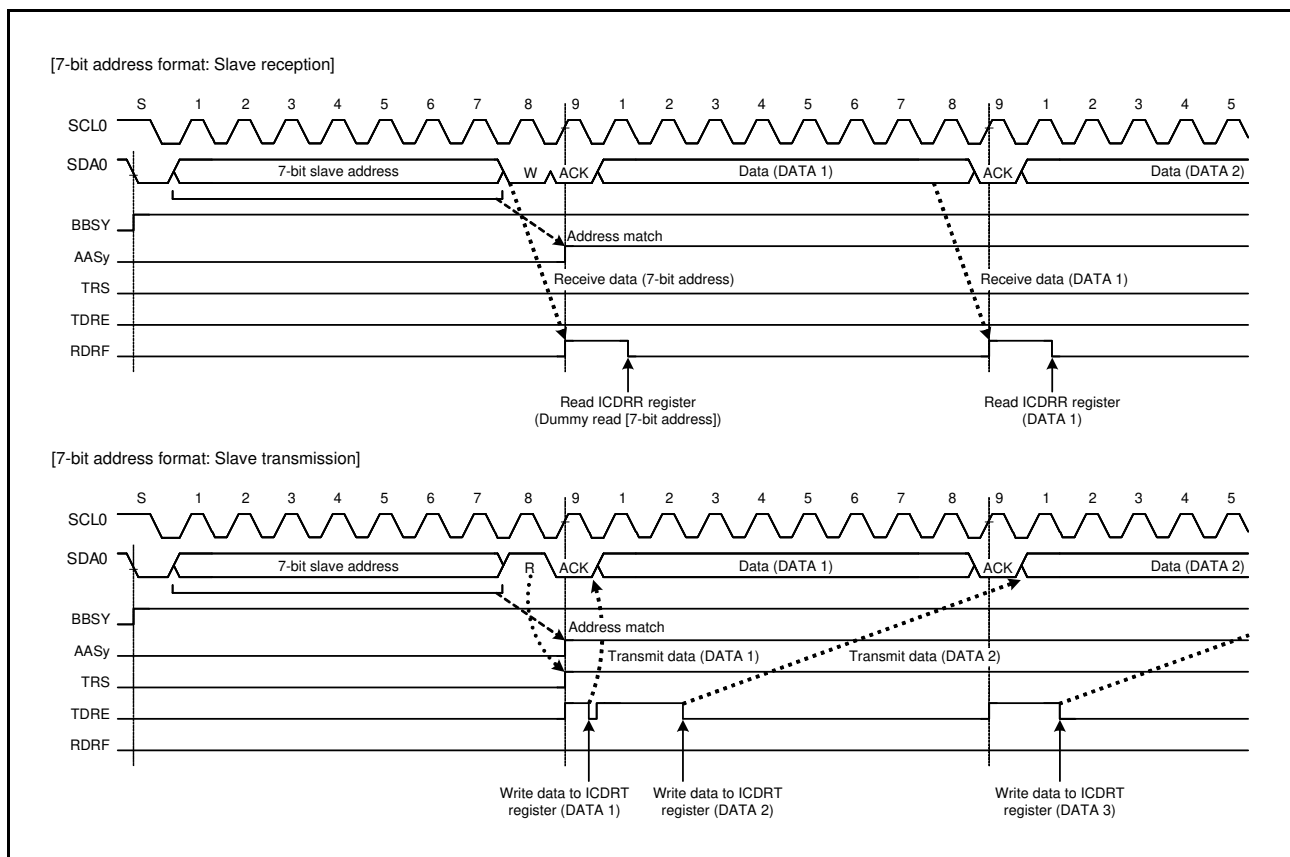 [7-bit address format: Slave reception]
S 1 2 3 4 5 6 7 8 9 1 2 3 4 5 6 7 8 9 1 2 3 4 5
SCL0
SDA0 7-bit slave address W ACK Data (DATA 1) ACK Data (DATA 2)
BBSY
Address match
AASy
Receive data (7-bit address) Receive data (DATA 1)
TRS
TDRE
RDRF
Read ICDRR register Read ICDRR register
(Dummy read [7-bit address]) (DATA 1)
[7-bit address format: Slave transmission]
S 1 2 3 4 5 6 7 8 9 1 2 3 4 5 6 7 8 9 1 2 3 4 5
SCL0
SDA0 7-bit slave address R ACK Data (DATA 1) ACK Data (DATA 2)
BBSY
Address match
AASy
Transmit data (DATA 1) Transmit data (DATA 2)
TRS
TDRE
RDRF
Write data to ICDRT Write data to ICDRT Write data to ICDRT
register (DATA 1) register (DATA 2) register (DATA 3)